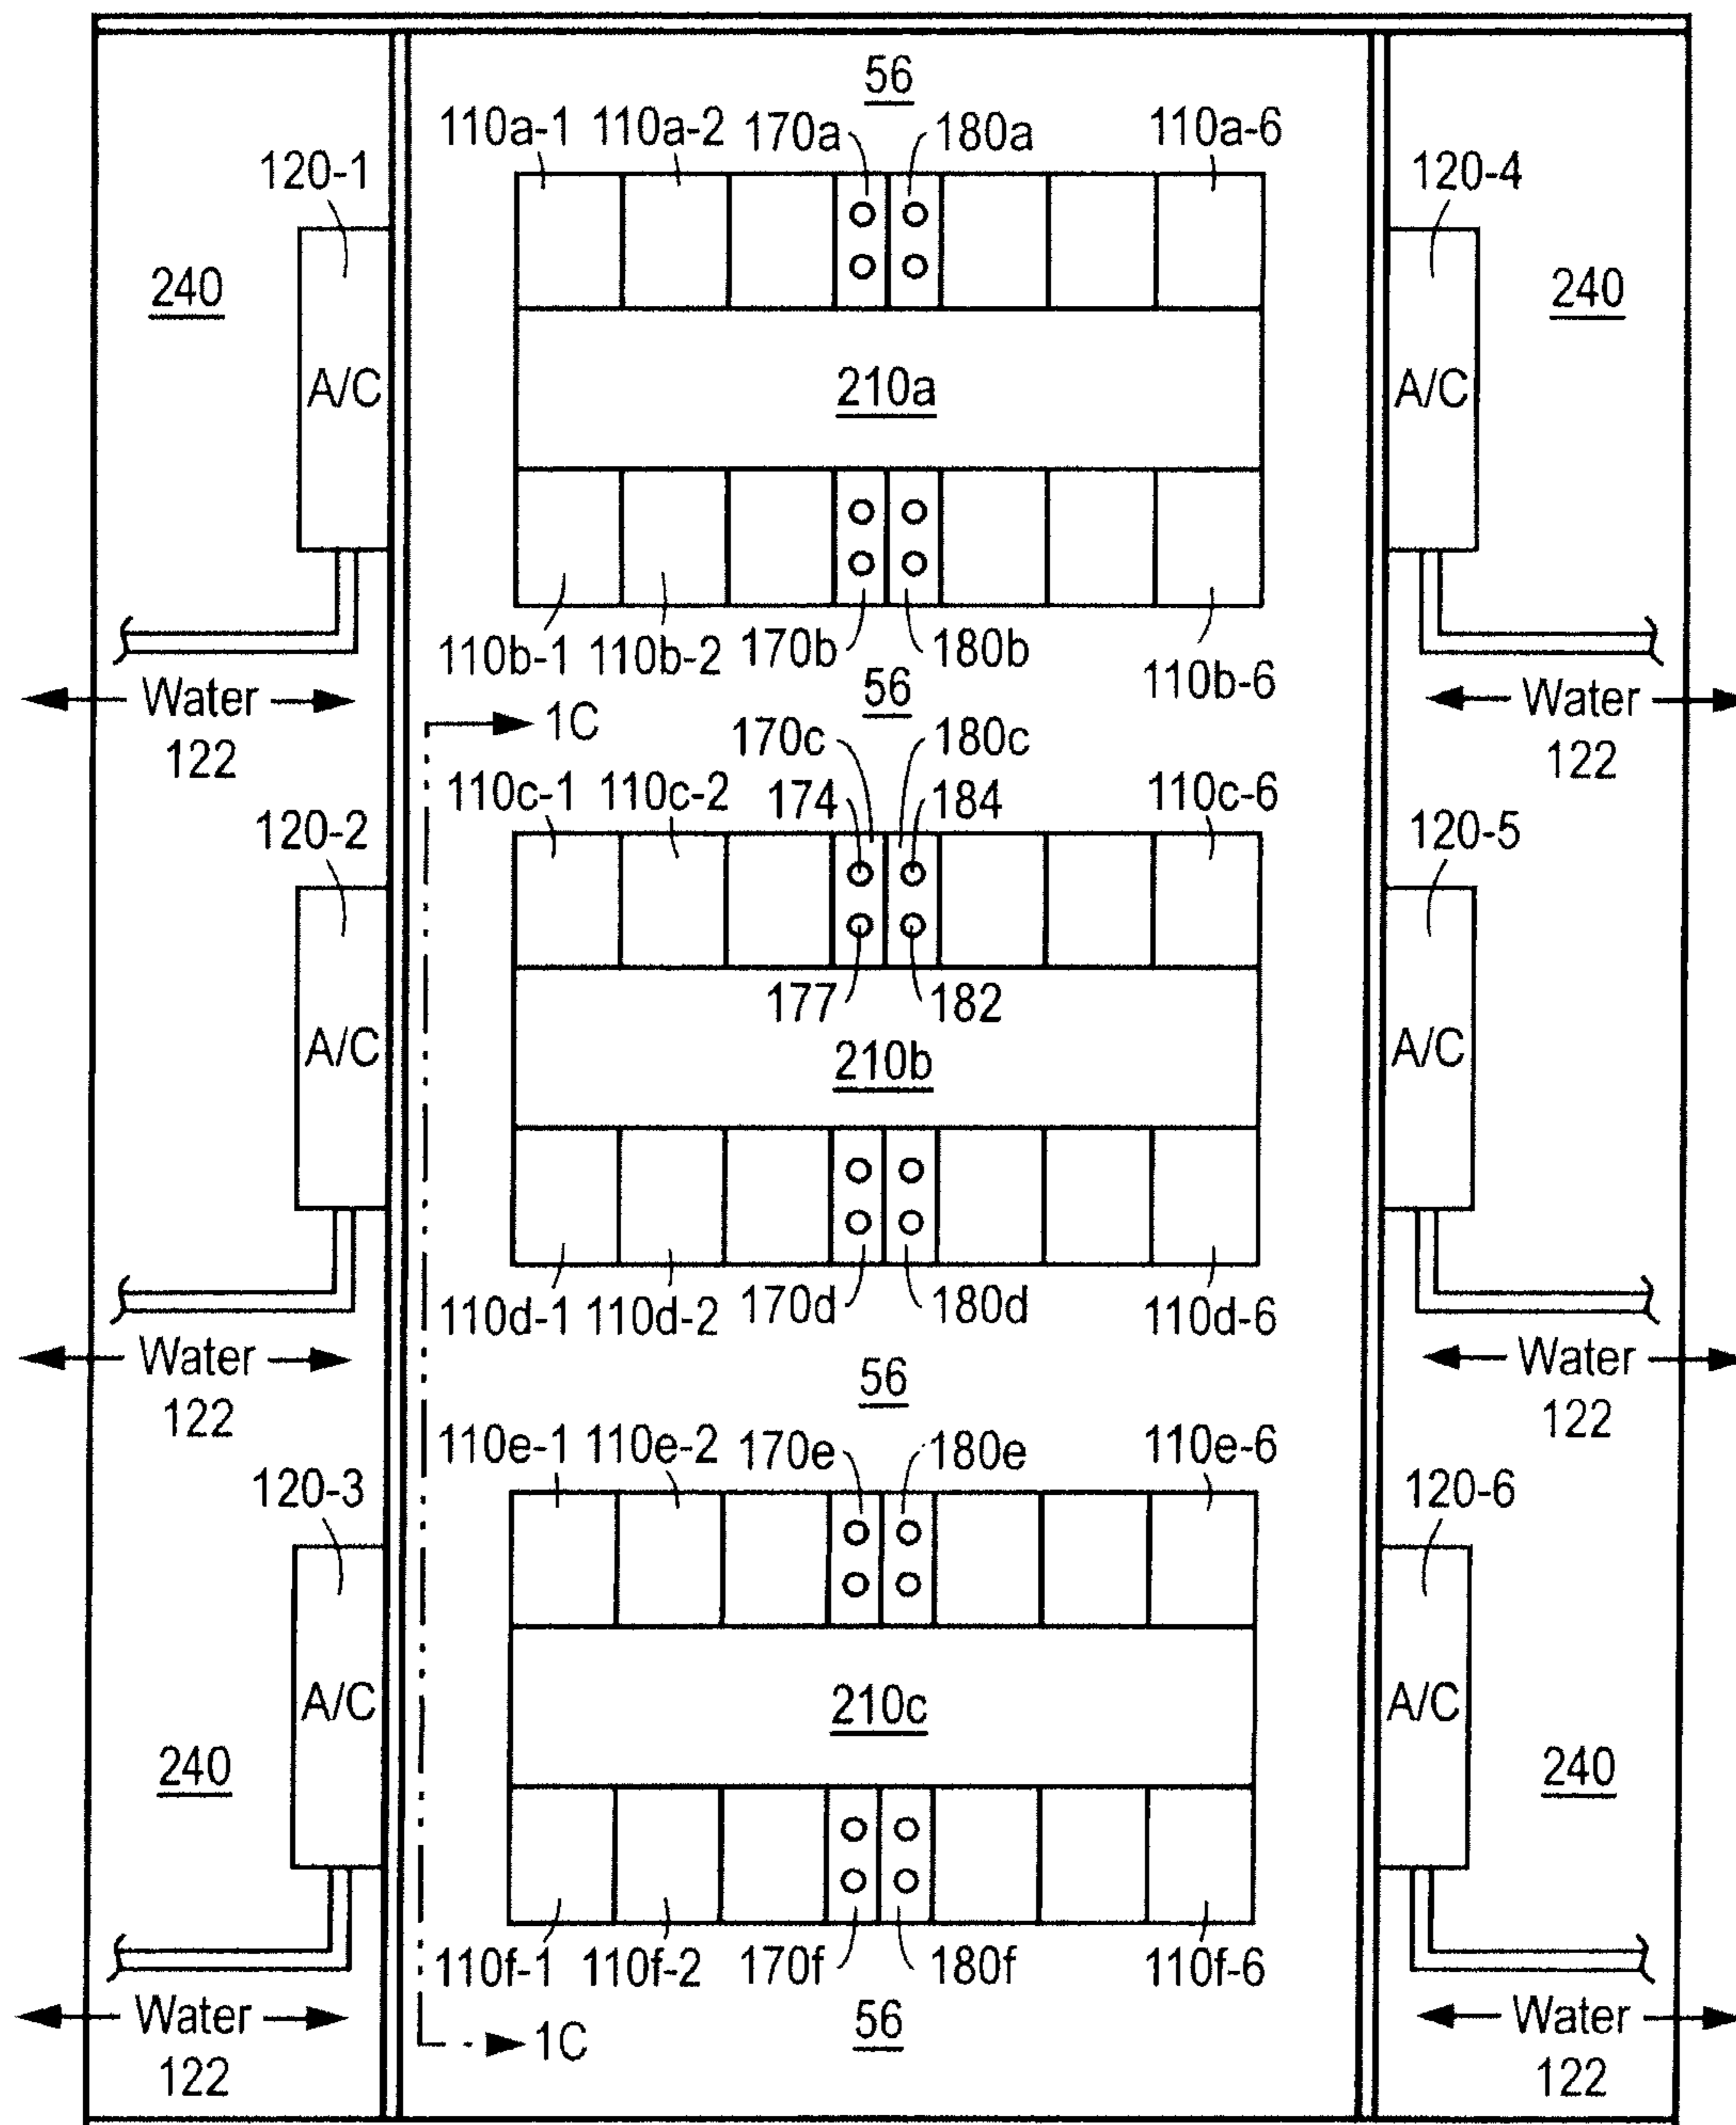 56
110a-1 110a-2 170a 180a 110a-6
120-1 120-4
240 240
A/C 210a A/C
110b-1 110b-2 170b 180b 110b-6
Water 56 Water
122 1C 122
170c 180c
110c-1 110c-2 174 184 110c-6
120-2 120-5
177 182
A/C 210b A/C
110d-1 110d-2 170d 180d 110d-6
Water 56 Water
122 122
110e-1 110e-2 170e 180e 110e-6
120-3 120-6
A/C 210c A/C
240 240
110f-1 110f-2 170f 180f 110f-6
Water 56 Water
122 1C 122